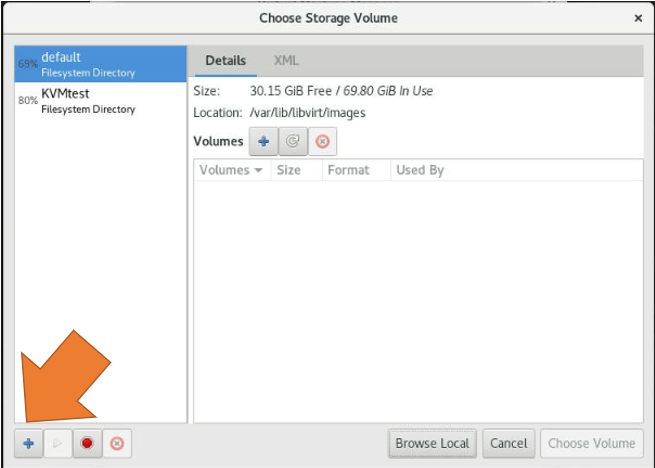 Choose Storage Volume
69% default
Filesystem Directory
80% KVMtest
Filesystem Directory
Details XML
Size: 30.15 GiB Free / 69.80 GiB In Use
Location: /var/lib/libvirt/images
Volumes
Volumes Size Format Used By
Browse Local Cancel Choose Volume